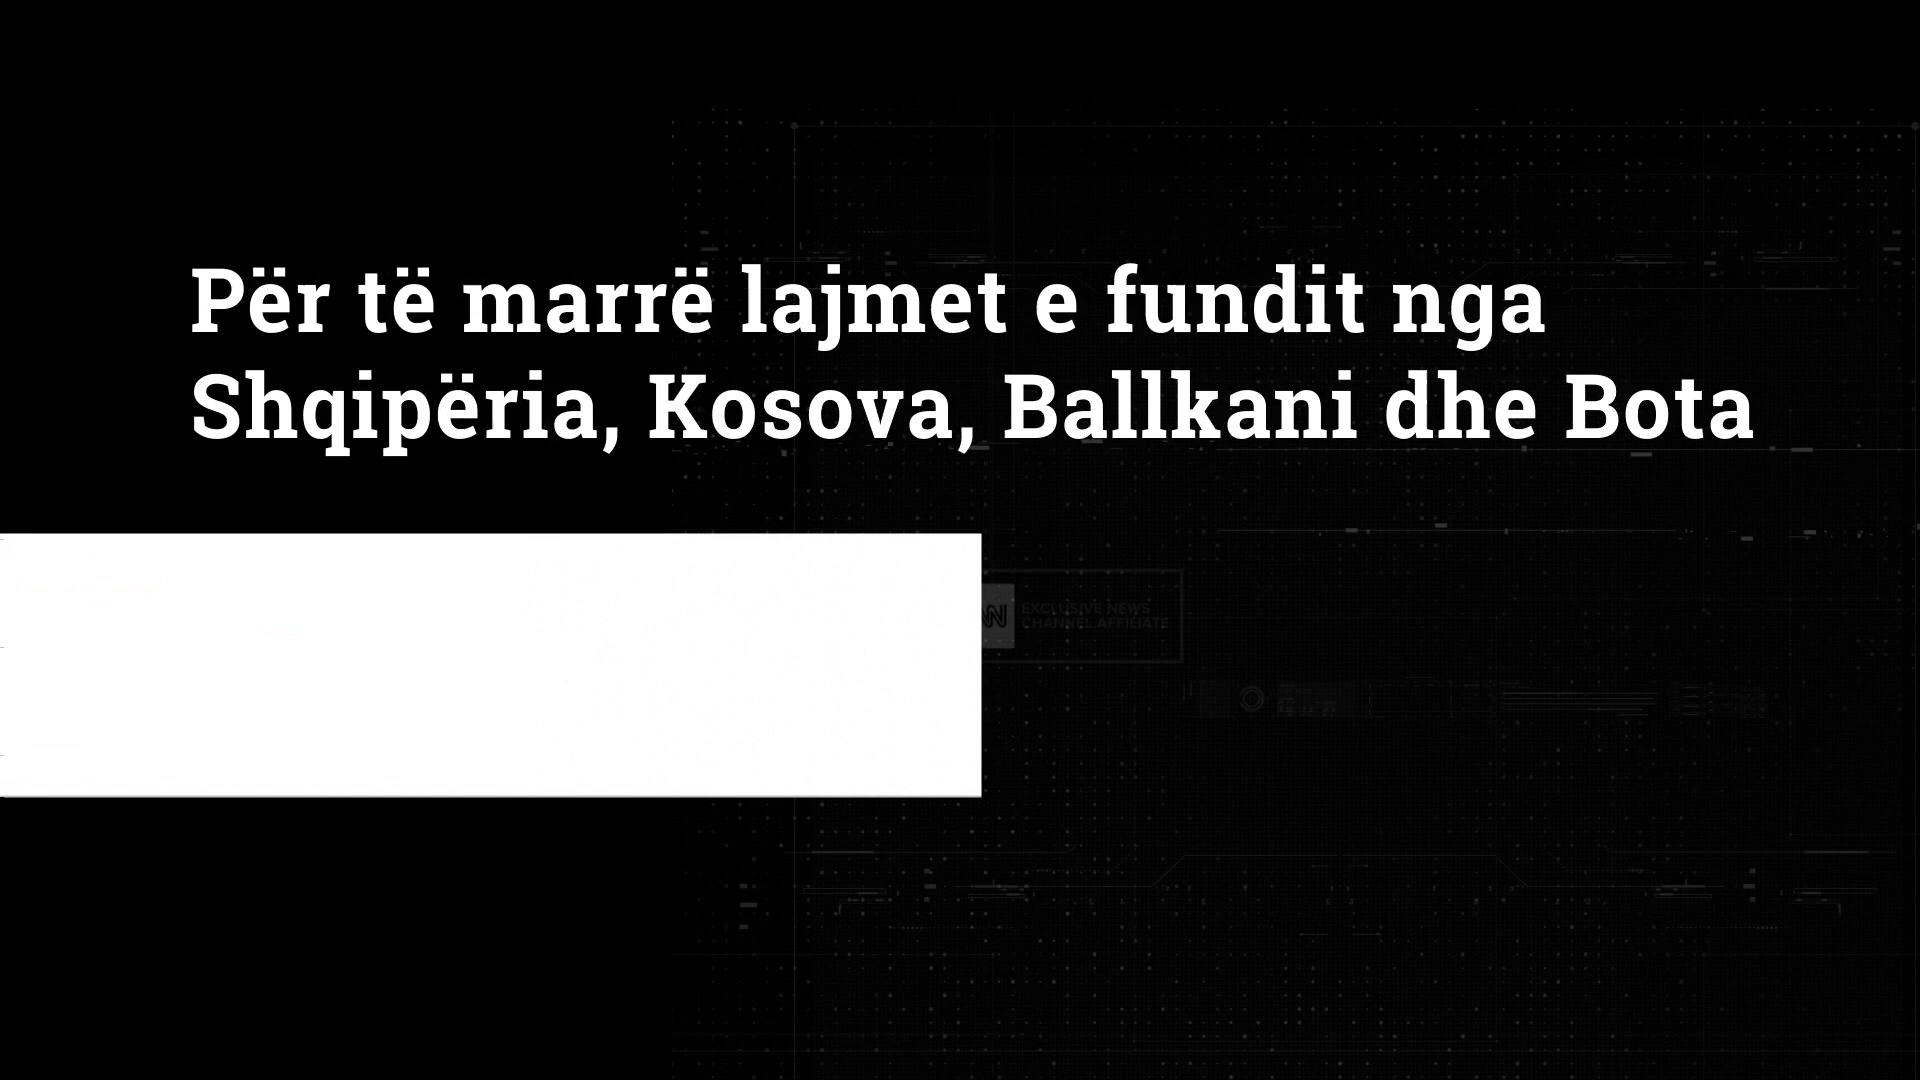 Për të marrë lajmet e fundit nga
Shqipëria, Kosova, Ballkani dhe Bota
EXCLUSIVE NEWS
CHANNEL AFFILIATE